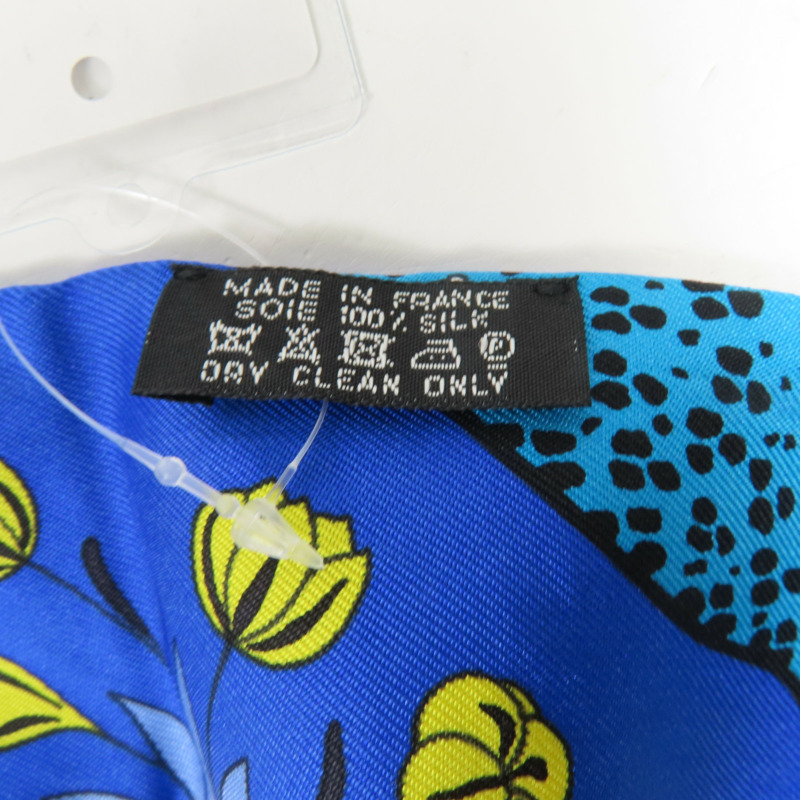 MADE IN FRANCE
SOIE 100% SILK
P
DRY CLEAN ONLY